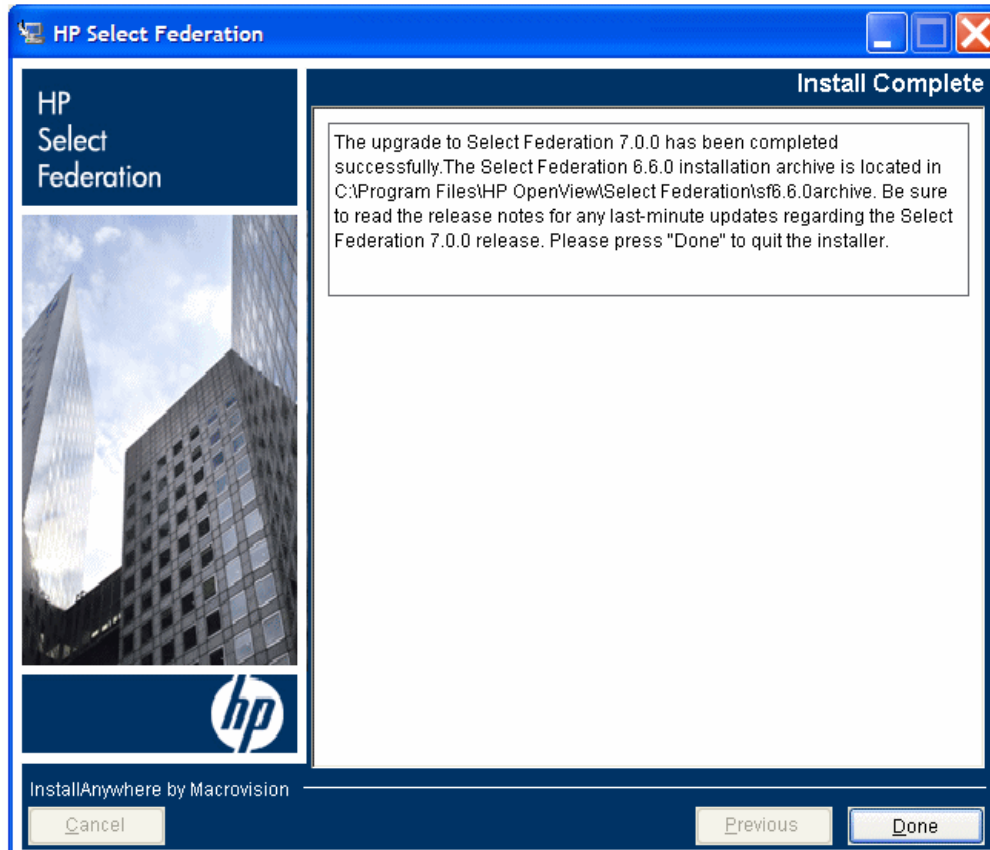 HP Select Federation
HP
Select
Federation
Install Complete
The upgrade to Select Federation 7.0.0 has been completed
successfully.The Select Federation 6.6.0 installation archive is located in
C:\Program Files\HP OpenView\Select Federation\sf6.6.0archive. Be sure
to read the release notes for any last-minute updates regarding the Select
Federation 7.0.0 release. Please press "Done" to quit the installer.
hp
InstallAnywhere by Macrovision
Cancel
Previous
Done